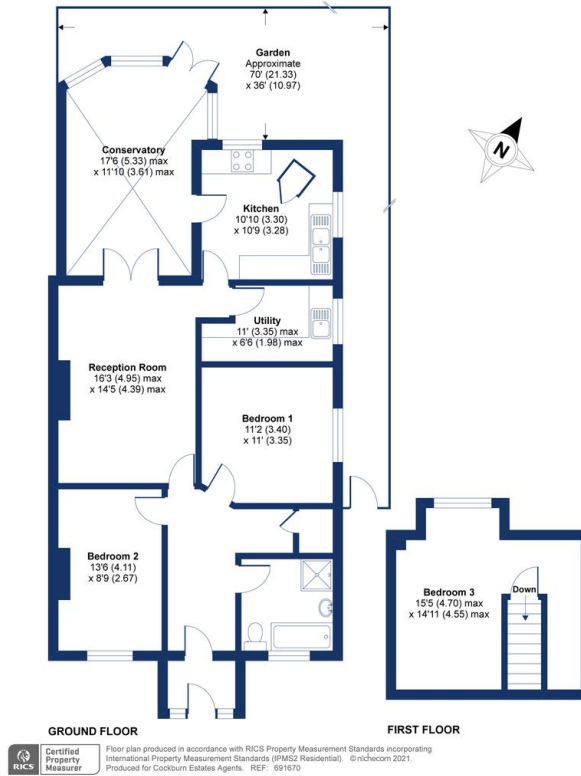 Garden
Approximate
70' (21.33)
x 36' (10.97)
Conservatory
17'6 (5.33) max
x 11'10 (3.61) max
N
Kitchen
10'10 (3.30)
x 10'9 (3.28)
Utility
11' (3.35) max
x 6'6 (1.98) max
Reception Room
16'3 (4.95) max
x 14'5 (4.39) max
Bedroom 1
11'2 (3.40)
x 11' (3.35)
Bedroom 2
13'6 (4.11)
x 8'9 (2.67)
Bedroom 3
15'5 (4.70) max
x 14'11 (4.55) max
Down
GROUND FLOOR
FIRST FLOOR
RICS
Certified
Property
Measurer
Floor plan produced in accordance with RICS Property Measurement Standards incorporating
International Property Measurement Standards (IPMS2 Residential). © nichecom 2021.
Produced for Cockburn Estates Agents. REF: 691670